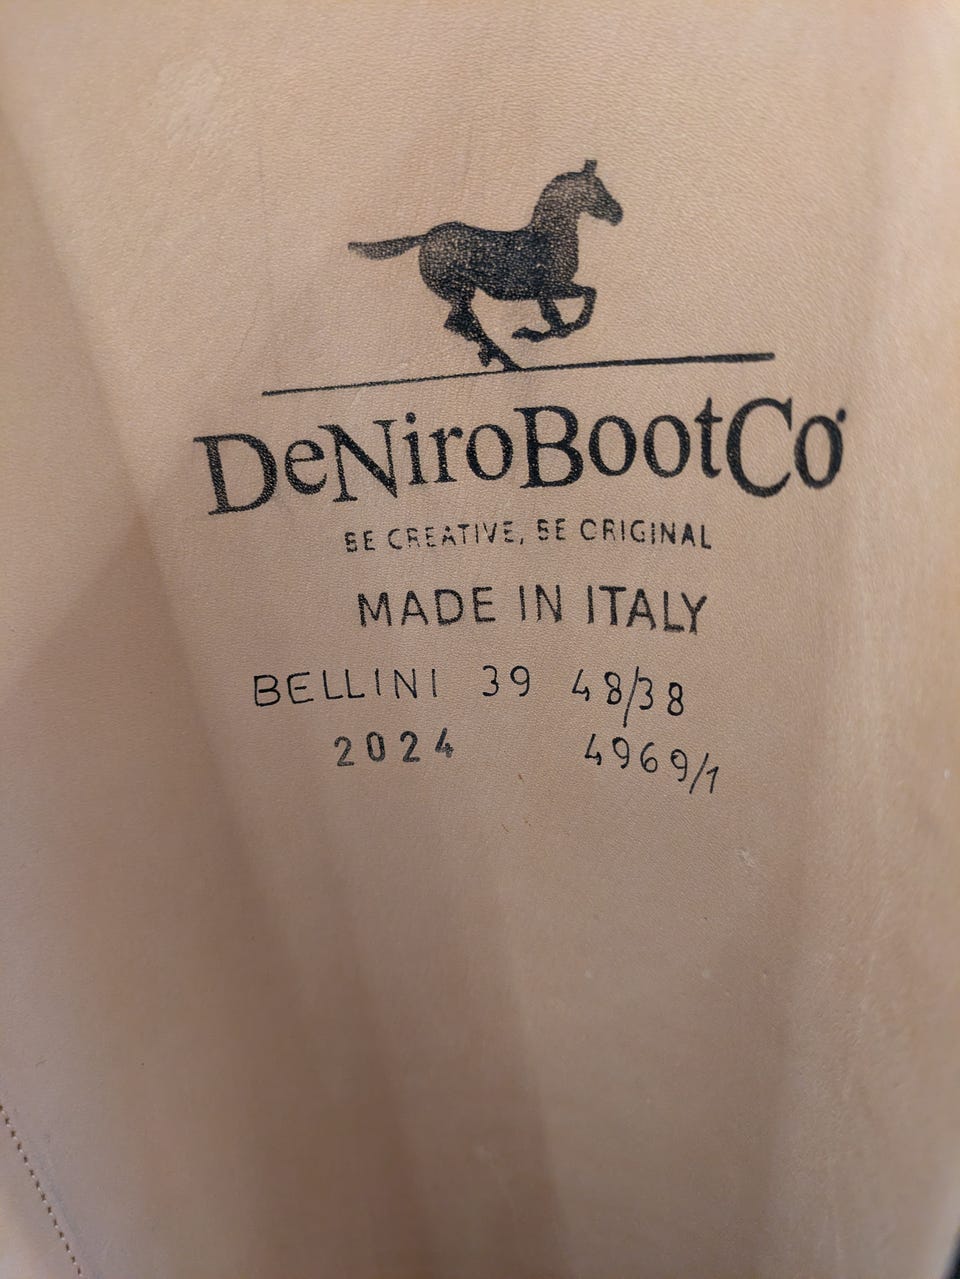 DeNiroBootCo
BE CREATIVE, BE ORIGINAL
MADE IN ITALY
BELLINI 39 48/38
2024 4969/1